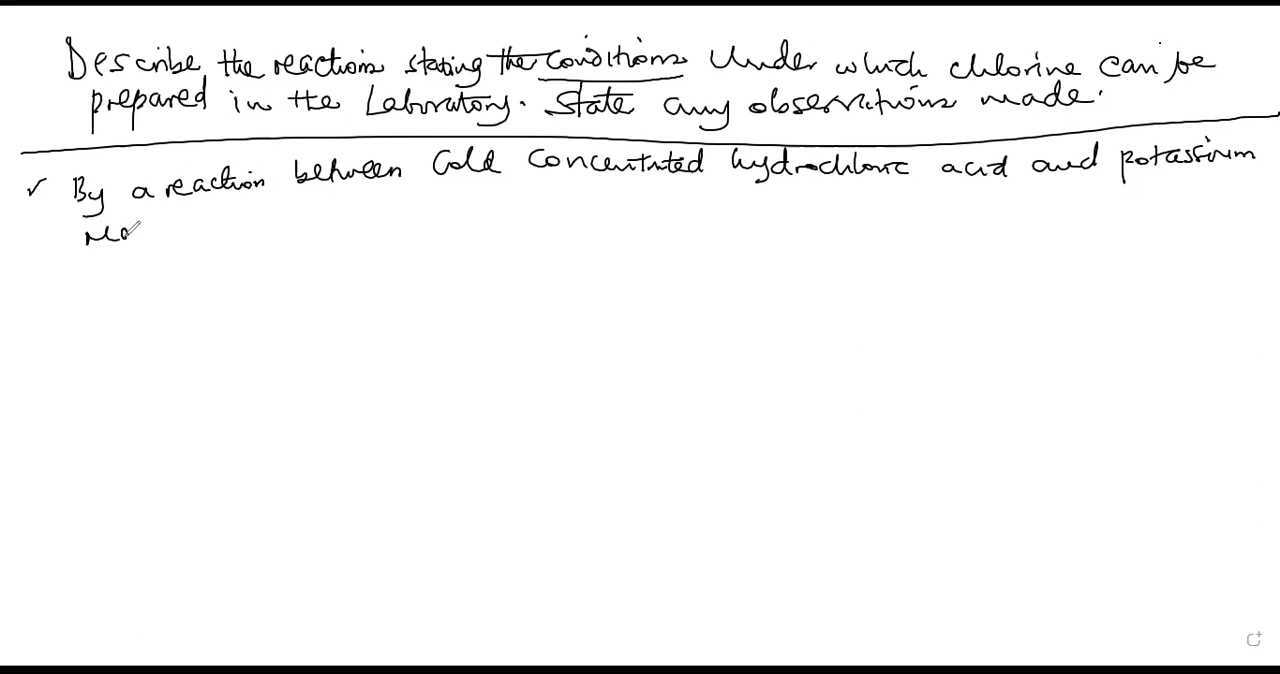 Describe the reactions stating the conditions under which chlorine can be
prepared in the Laboratory. State any observations made.
✓ By a reaction between Cold Concentrated hydrochloric acid and potassium